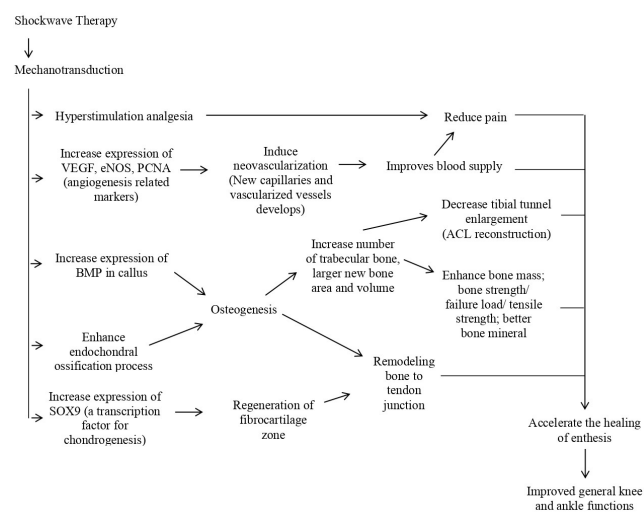 Shockwave Therapy
Mechanotransduction
Hyperstimulation analgesia
Reduce pain
Increase expression of
VEGF, eNOS, PCNA
(angiogenesis related
markers)
Induce
neovascularization
(New capillaries and
vascularized vessels
develops)
Improves blood supply
Decrease tibial tunnel
enlargement
(ACL reconstruction)
Increase number
of trabecular bone,
larger new bone
area and volume
Increase expression of
BMP in callus
Enhance bone mass;
bone strength/
failure load/ tensile
strength; better
bone mineral
Osteogenesis
Enhance
endochondral
ossification process
Remodeling
bone to
tendon
junction
Increase expression of
SOX9 (a transcription
factor for
chondrogenesis)
Regeneration of
fibrocartilage
zone
Accelerate the healing
of enthesis
Improved general knee
and ankle functions